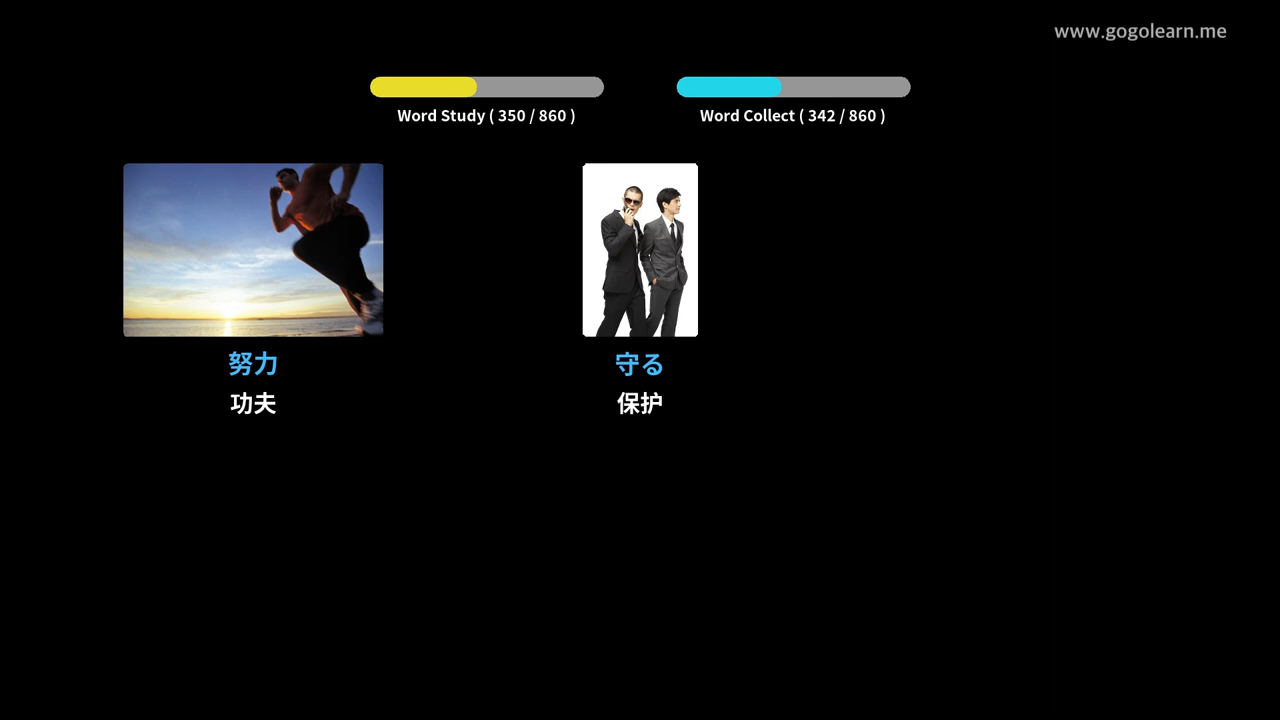 www.gogolearn.me
Word Study ( 350 / 860 )
Word Collect ( 342 / 860 )
努力
守る
功夫
保护